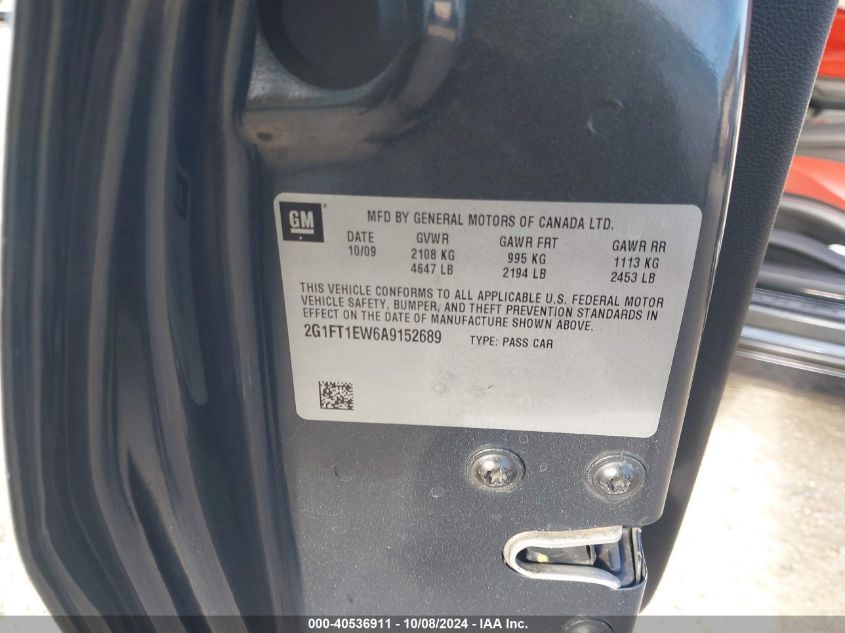 GM
MFD BY GENERAL MOTORS OF CANADA LTD.
DATE GVWR GAWR FRT GAWR RR
10/09 2108 KG 995 KG 1113 KG
4647 LB 2194 LB 2453 LB
THIS VEHICLE CONFORMS TO ALL APPLICABLE U.S. FEDERAL MOTOR
VEHICLE SAFETY, BUMPER, AND THEFT PREVENTION STANDARDS IN
EFFECT ON THE DATE OF MANUFACTURE SHOWN ABOVE.
2G1FT1EW6A9152689 TYPE: PASS CAR
000-40536911 - 10/08/2024 - IAA Inc.